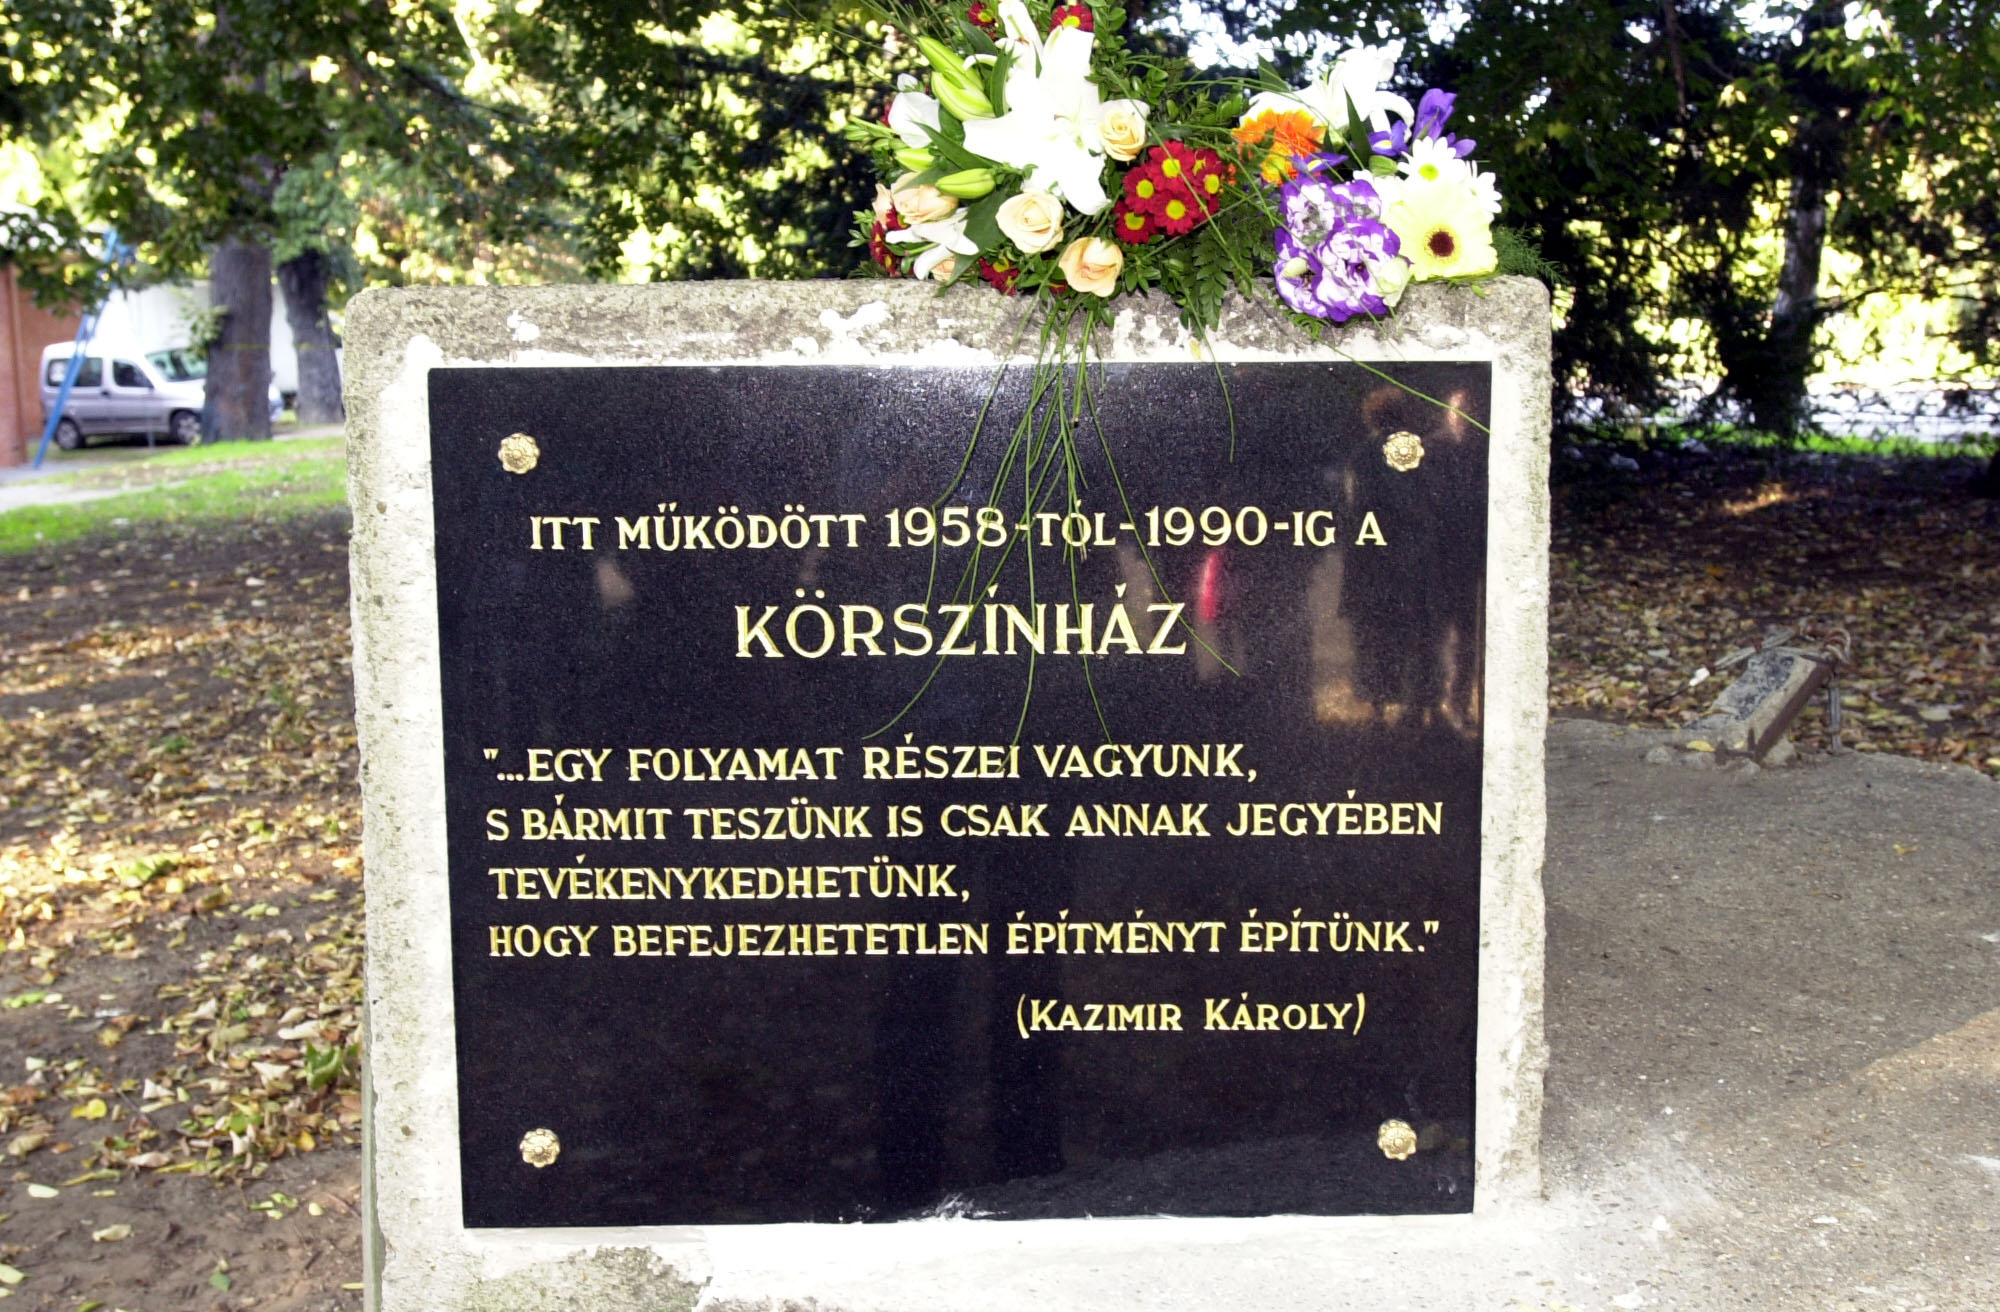 ITT MŰKÖDÖTT 1958-TÓL-1990-IG A
KÖRSZÍNHÁZ
"...EGY FOLYAMAT RÉSZEI VAGYUNK,
S BÁRMIT TESZÜNK IS CSAK ANNAK JEGYÉBEN
TEVÉKENYKEDHETÜNK,
HOGY BEFEJEZHETETLEN ÉPÍTMÉNYT ÉPÍTÜNK."
(KAZIMIR KÁROLY)